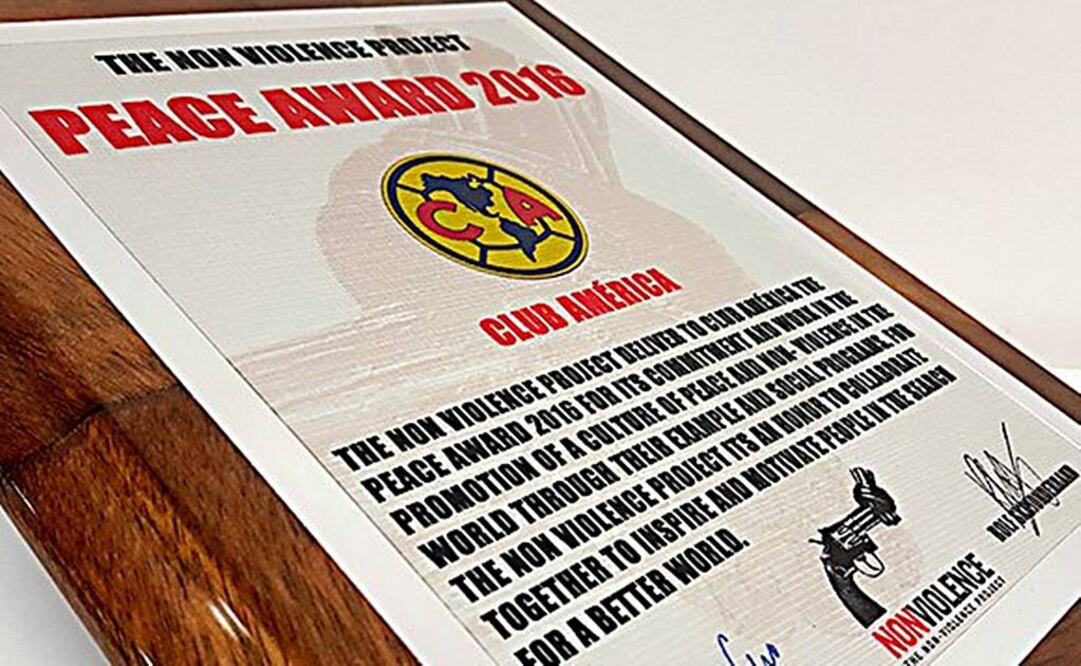 THE NON VIOLENCE PROJECT
PEACE AWARD 2016
CA
CLUB AMÉRICA
THE NON VIOLENCE PROJECT DELIVER TO CLUB AMÉRICA THE
PEACE AWARD 2016 FOR ITS COMMITMENT AND WORK IN THE
PROMOTION OF A CULTURE OF PEACE AND NON- VIOLENCE IN THE
WORLD THROUGH THEIR EXAMPLE AND SOCIAL PROGRAMS. FOR
THE NON VIOLENCE PROJECT ITS AN HONOR TO COLLABORATE
TOGETHER TO INSPIRE AND MOTIVATE PEOPLE IN THE SEARCH
FOR A BETTER WORLD.
NONVIOLENCE
THE NON-VIOLENCE PROJECT